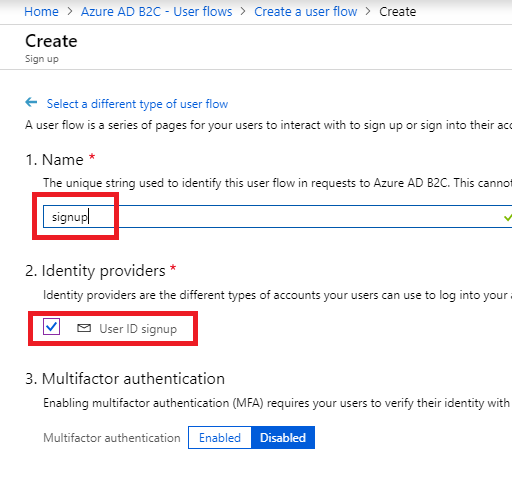 Home > Azure AD B2C - User flows > Create a user flow > Create
Create
Sign up
← Select a different type of user flow
A user flow is a series of pages for your users to interact with to sign up or sign into their
1. Name *
The unique string used to identify this user flow in requests to Azure AD B2C. This
signup
2. Identity providers *
Identity providers are the different types of accounts your users can use to log into your
User ID signup
3. Multifactor authentication
Enabling multifactor authentication (MFA) requires your users to verify their identity with
Multifactor authentication Enabled Disabled